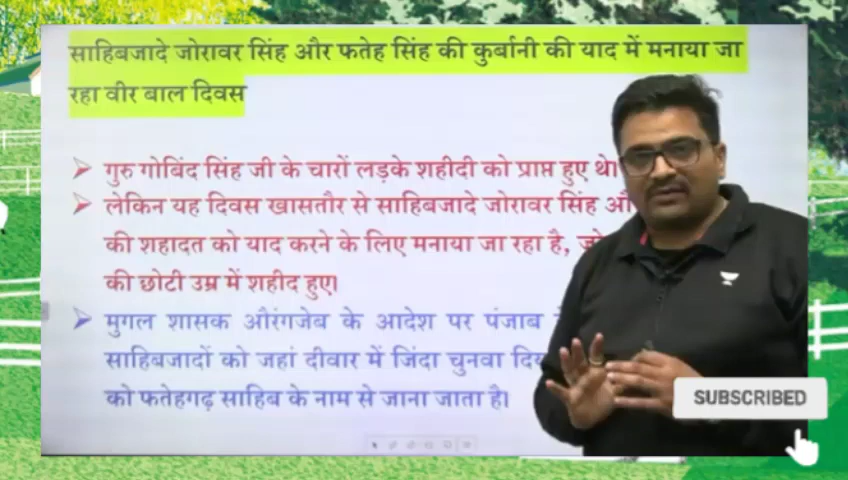 साहिबजादे जोरावर सिंह और फतेह सिंह की कुर्बानी की याद में मनाया जा
रहा वीर बाल दिवस
गुरु गोबिंद सिंह जी के चारों लड़के शहीदी को प्राप्त हुए थे।
लेकिन यह दिवस खासतौर से साहिबजादे जोरावर सिंह
की शहादत को याद करने के लिए मनाया जा रहा है,
की छोटी उम्र में शहीद हुए।
मुगल शासक औरंगजेब के आदेश पर पंजाब
साहिबजादों को जहां दीवार में जिंदा चुनवा
को फतेहगढ़ साहिब के नाम से जाना जाता है।
SUBSCRIBED